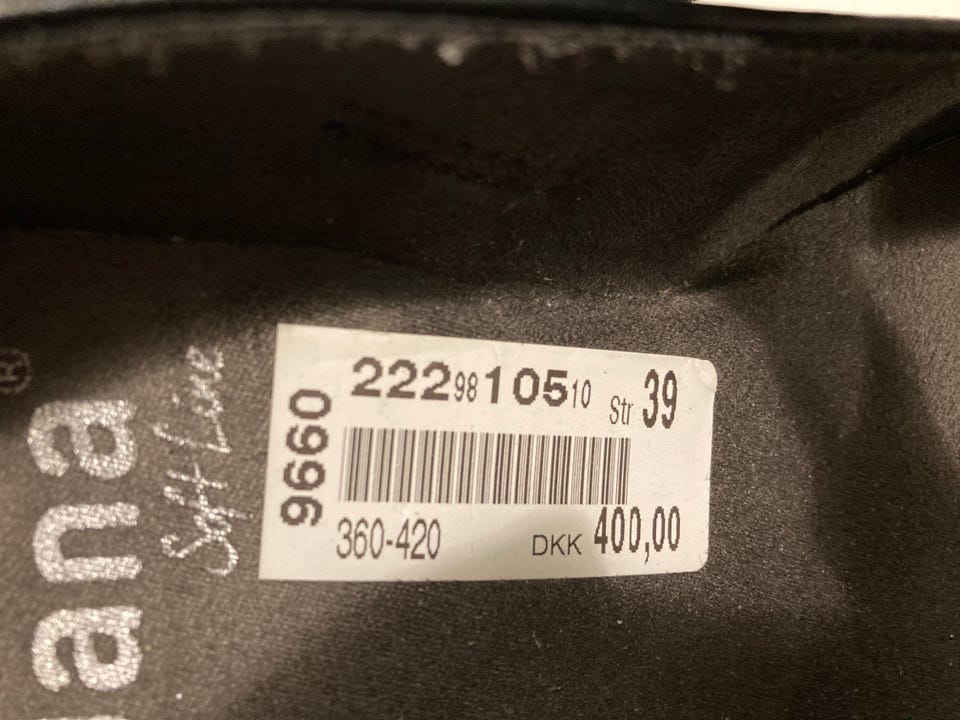 222 98 105 10 Str 39
9660
360-420 DKK 400,00
ana ®
Soft Line